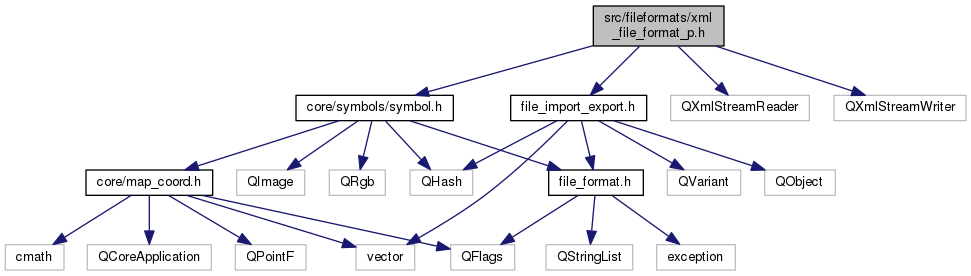 src/fileformats/xml
_file_format_p.h
core/symbols/symbol.h
file_import_export.h
QXmlStreamReader
QXmlStreamWriter
core/map_coord.h
QImage
QRgb
QHash
file_format.h
QVariant
QObject
cmath
QCoreApplication
QPointF
vector
QFlags
QStringList
exception